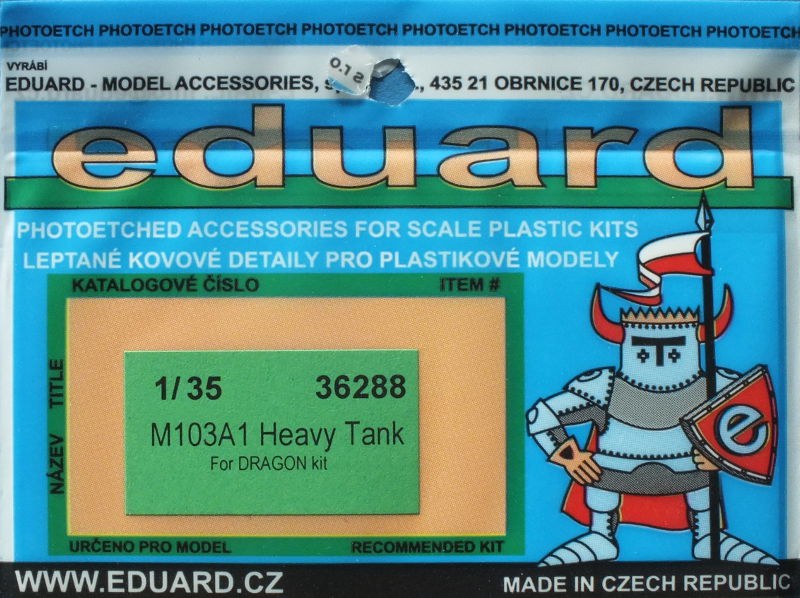 PHOTOETCH PHOTOETCH PHOTOETCH PHOTOETCH PHOTOETCH PHOTOETCH PHOTOETCH PHOTOETCH
VYRÁBÍ
EDUARD - MODEL ACCESSORIES, 435 21 OBRNICE 170, CZECH REPUBLIC
eduard
PHOTOETCHED ACCESSORIES FOR SCALE PLASTIC KITS
LEPTANÉ KOVOVÉ DETAILY PRO PLASTIKOVÉ MODELY
KATALOGOVÉ ČÍSLO ITEM #
NÁZEV TITLE
1/35 36288
M103A1 Heavy Tank
For DRAGON kit
e
URČENO PRO MODEL RECOMMENDED KIT
WWW.EDUARD.CZ MADE IN CZECH REPUBLIC